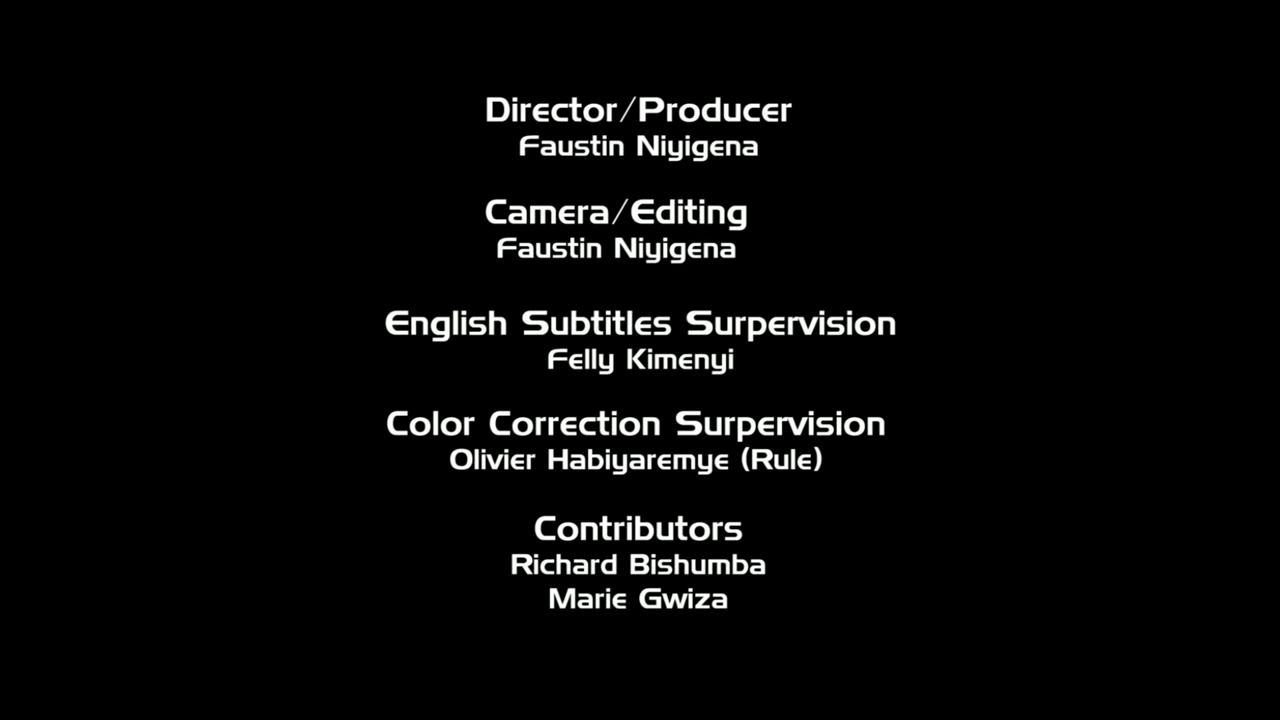 Director/Producer
Faustin Niyigena
Camera/Editing
Faustin Niyigena
English Subtitles Surpervision
Felly Kimenyi
Color Correction Surpervision
Olivier Habiyaremye (Rule)
Contributors
Richard Bishumba
Marie Gwiza